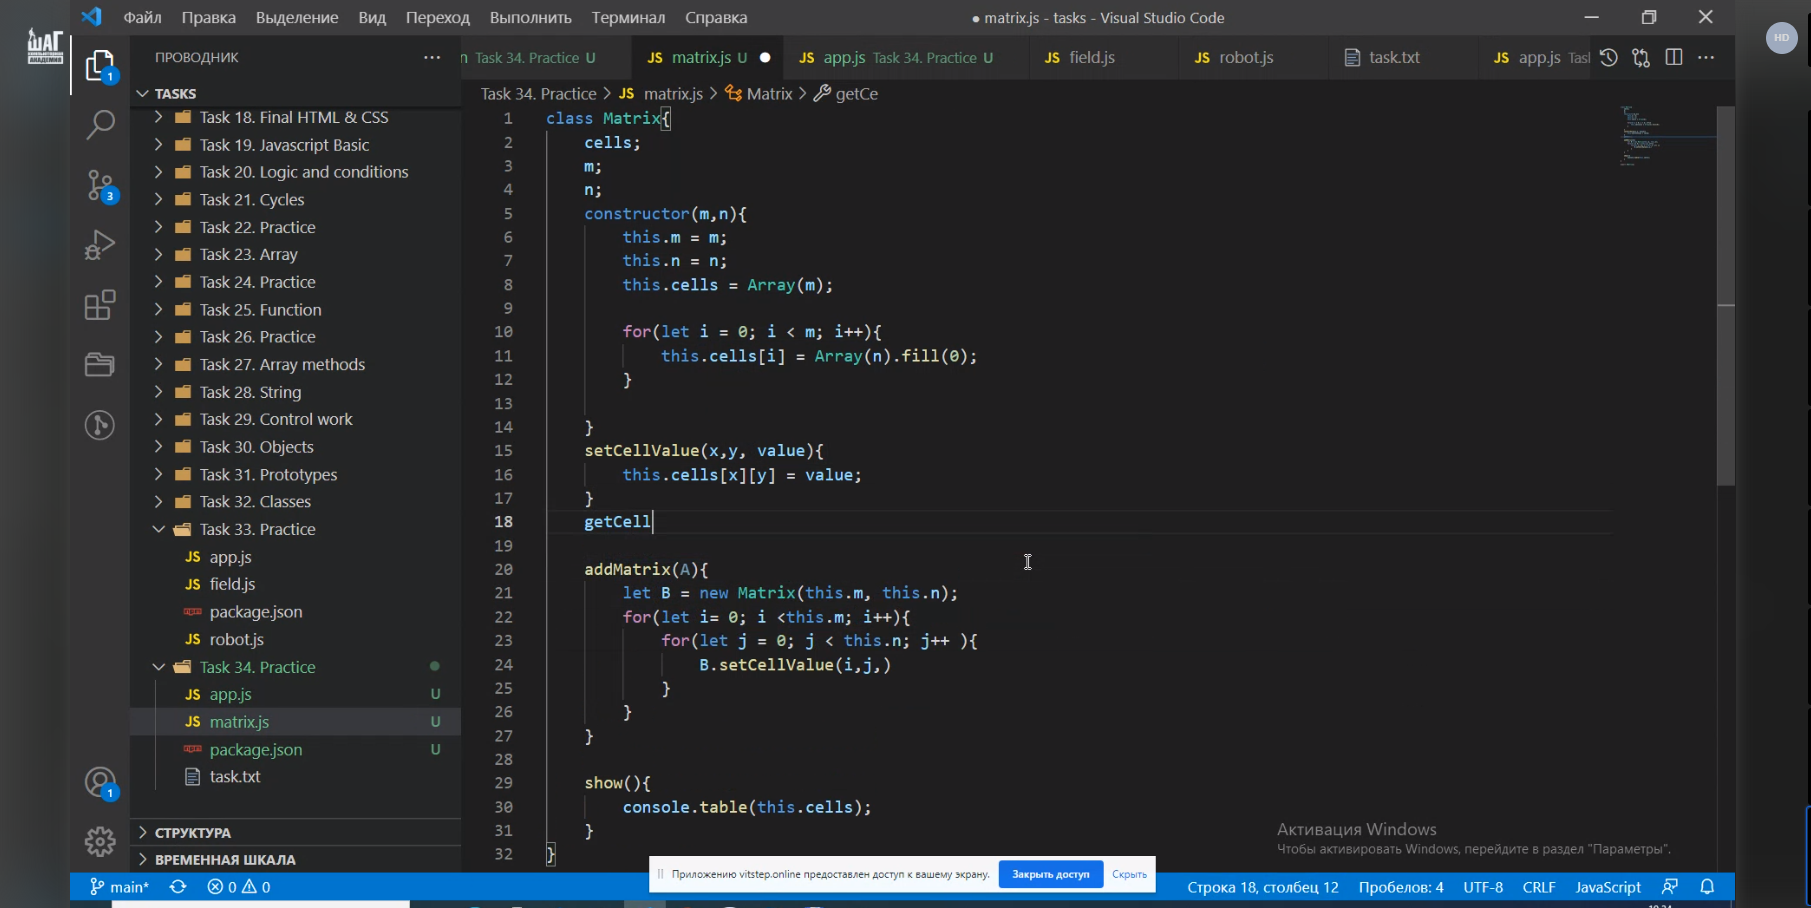 Файл Правка Выделение Вид Переход Выполнить Терминал Справка
● matrix.js - tasks - Visual Studio Code
ШАГ
HD
1
3
1
ПРОВОДНИК
TASKS
Task 18. Final HTML & CSS
Task 19. Javascript Basic
Task 20. Logic and conditions
Task 21. Cycles
Task 22. Practice
Task 23. Array
Task 24. Practice
Task 25. Function
Task 26. Practice
Task 27. Array methods
Task 28. String
Task 29. Control work
Task 30. Objects
Task 31. Prototypes
Task 32. Classes
Task 33. Practice
JS app.js
JS field.js
package.json
JS robot.js
Task 34. Practice
JS app.js U
JS matrix.js U
package.json U
task.txt
СТРУКТУРА
ВРЕМЕННАЯ ШКАЛА
n Task 34. Practice U
JS matrix.js U ●
JS app.js Task 34. Practice U
JS field.js
JS robot.js
task.txt
JS app.js Tasl
Task 34. Practice > JS matrix.js > Matrix > getCe
1 class Matrix{
2 cells;
3 m;
4 n;
5 constructor(m,n){
6 this.m = m;
7 this.n = n;
8 this.cells = Array(m);
9
10 for(let i = 0; i < m; i++){
11 this.cells[i] = Array(n).fill(0);
12 }
13
14 }
15 setCellValue(x,y, value){
16 this.cells[x][y] = value;
17 }
18 getCell
19
20 addMatrix(A){
21 let B = new Matrix(this.m, this.n);
22 for(let i= 0; i <this.m; i++){
23 for(let j = 0; j < this.n; j++ ){
24 B.setCellValue(i,j,)
25 }
26 }
27 }
28
29 show(){
30 console.table(this.cells);
31 }
32 }
Активация Windows
Чтобы активировать Windows, перейдите в раздел "Параметры".
Приложению vitstep.online предоставлен доступ к вашему экрану. Закрыть доступ Скрыть
main* 0 0 Строка 18, столбец 12 Пробелов: 4 UTF-8 CRLF JavaScript